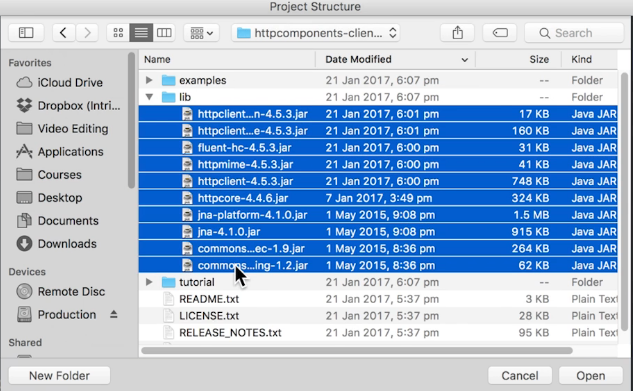 Project Structure
httpcomponents-clien...
Search
Favorites
iCloud Drive
Dropbox (Intri...
Video Editing
Applications
Courses
Desktop
Documents
Downloads
Devices
Remote Disc
Production
Shared
Name Date Modified Size Kind
examples 21 Jan 2017, 6:07 pm -- Folder
lib 21 Jan 2017, 6:07 pm -- Folder
httpclient...n-4.5.3.jar 21 Jan 2017, 6:01 pm 17 KB Java JAR
httpclient...e-4.5.3.jar 21 Jan 2017, 6:01 pm 160 KB Java JAR
fluent-hc-4.5.3.jar 21 Jan 2017, 6:00 pm 31 KB Java JAR
httpmime-4.5.3.jar 21 Jan 2017, 6:00 pm 41 KB Java JAR
httpclient-4.5.3.jar 21 Jan 2017, 6:00 pm 748 KB Java JAR
httpcore-4.4.6.jar 7 Jan 2017, 3:49 pm 324 KB Java JAR
jna-platform-4.1.0.jar 1 May 2015, 9:08 pm 1.5 MB Java JAR
jna-4.1.0.jar 1 May 2015, 9:08 pm 915 KB Java JAR
commons...ec-1.9.jar 1 May 2015, 8:36 pm 264 KB Java JAR
commons...ing-1.2.jar 1 May 2015, 8:36 pm 62 KB Java JAR
tutorial 21 Jan 2017, 6:07 pm -- Folder
README.txt 21 Jan 2017, 5:37 pm 3 KB Plain Text
LICENSE.txt 21 Jan 2017, 5:37 pm 28 KB Plain Text
RELEASE_NOTES.txt 21 Jan 2017, 5:37 pm 95 KB Plain Text
New Folder Cancel Open